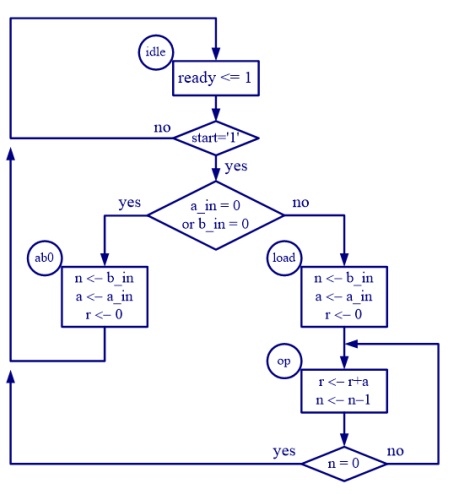 idle
ready <= 1
no
start='1'
yes
yes
a_in = 0
or b_in = 0
no
ab0
n <– b_in
a <– a_in
r <– 0
load
n <– b_in
a <– a_in
r <– 0
op
r <– r+a
n <– n–1
yes
n = 0
no